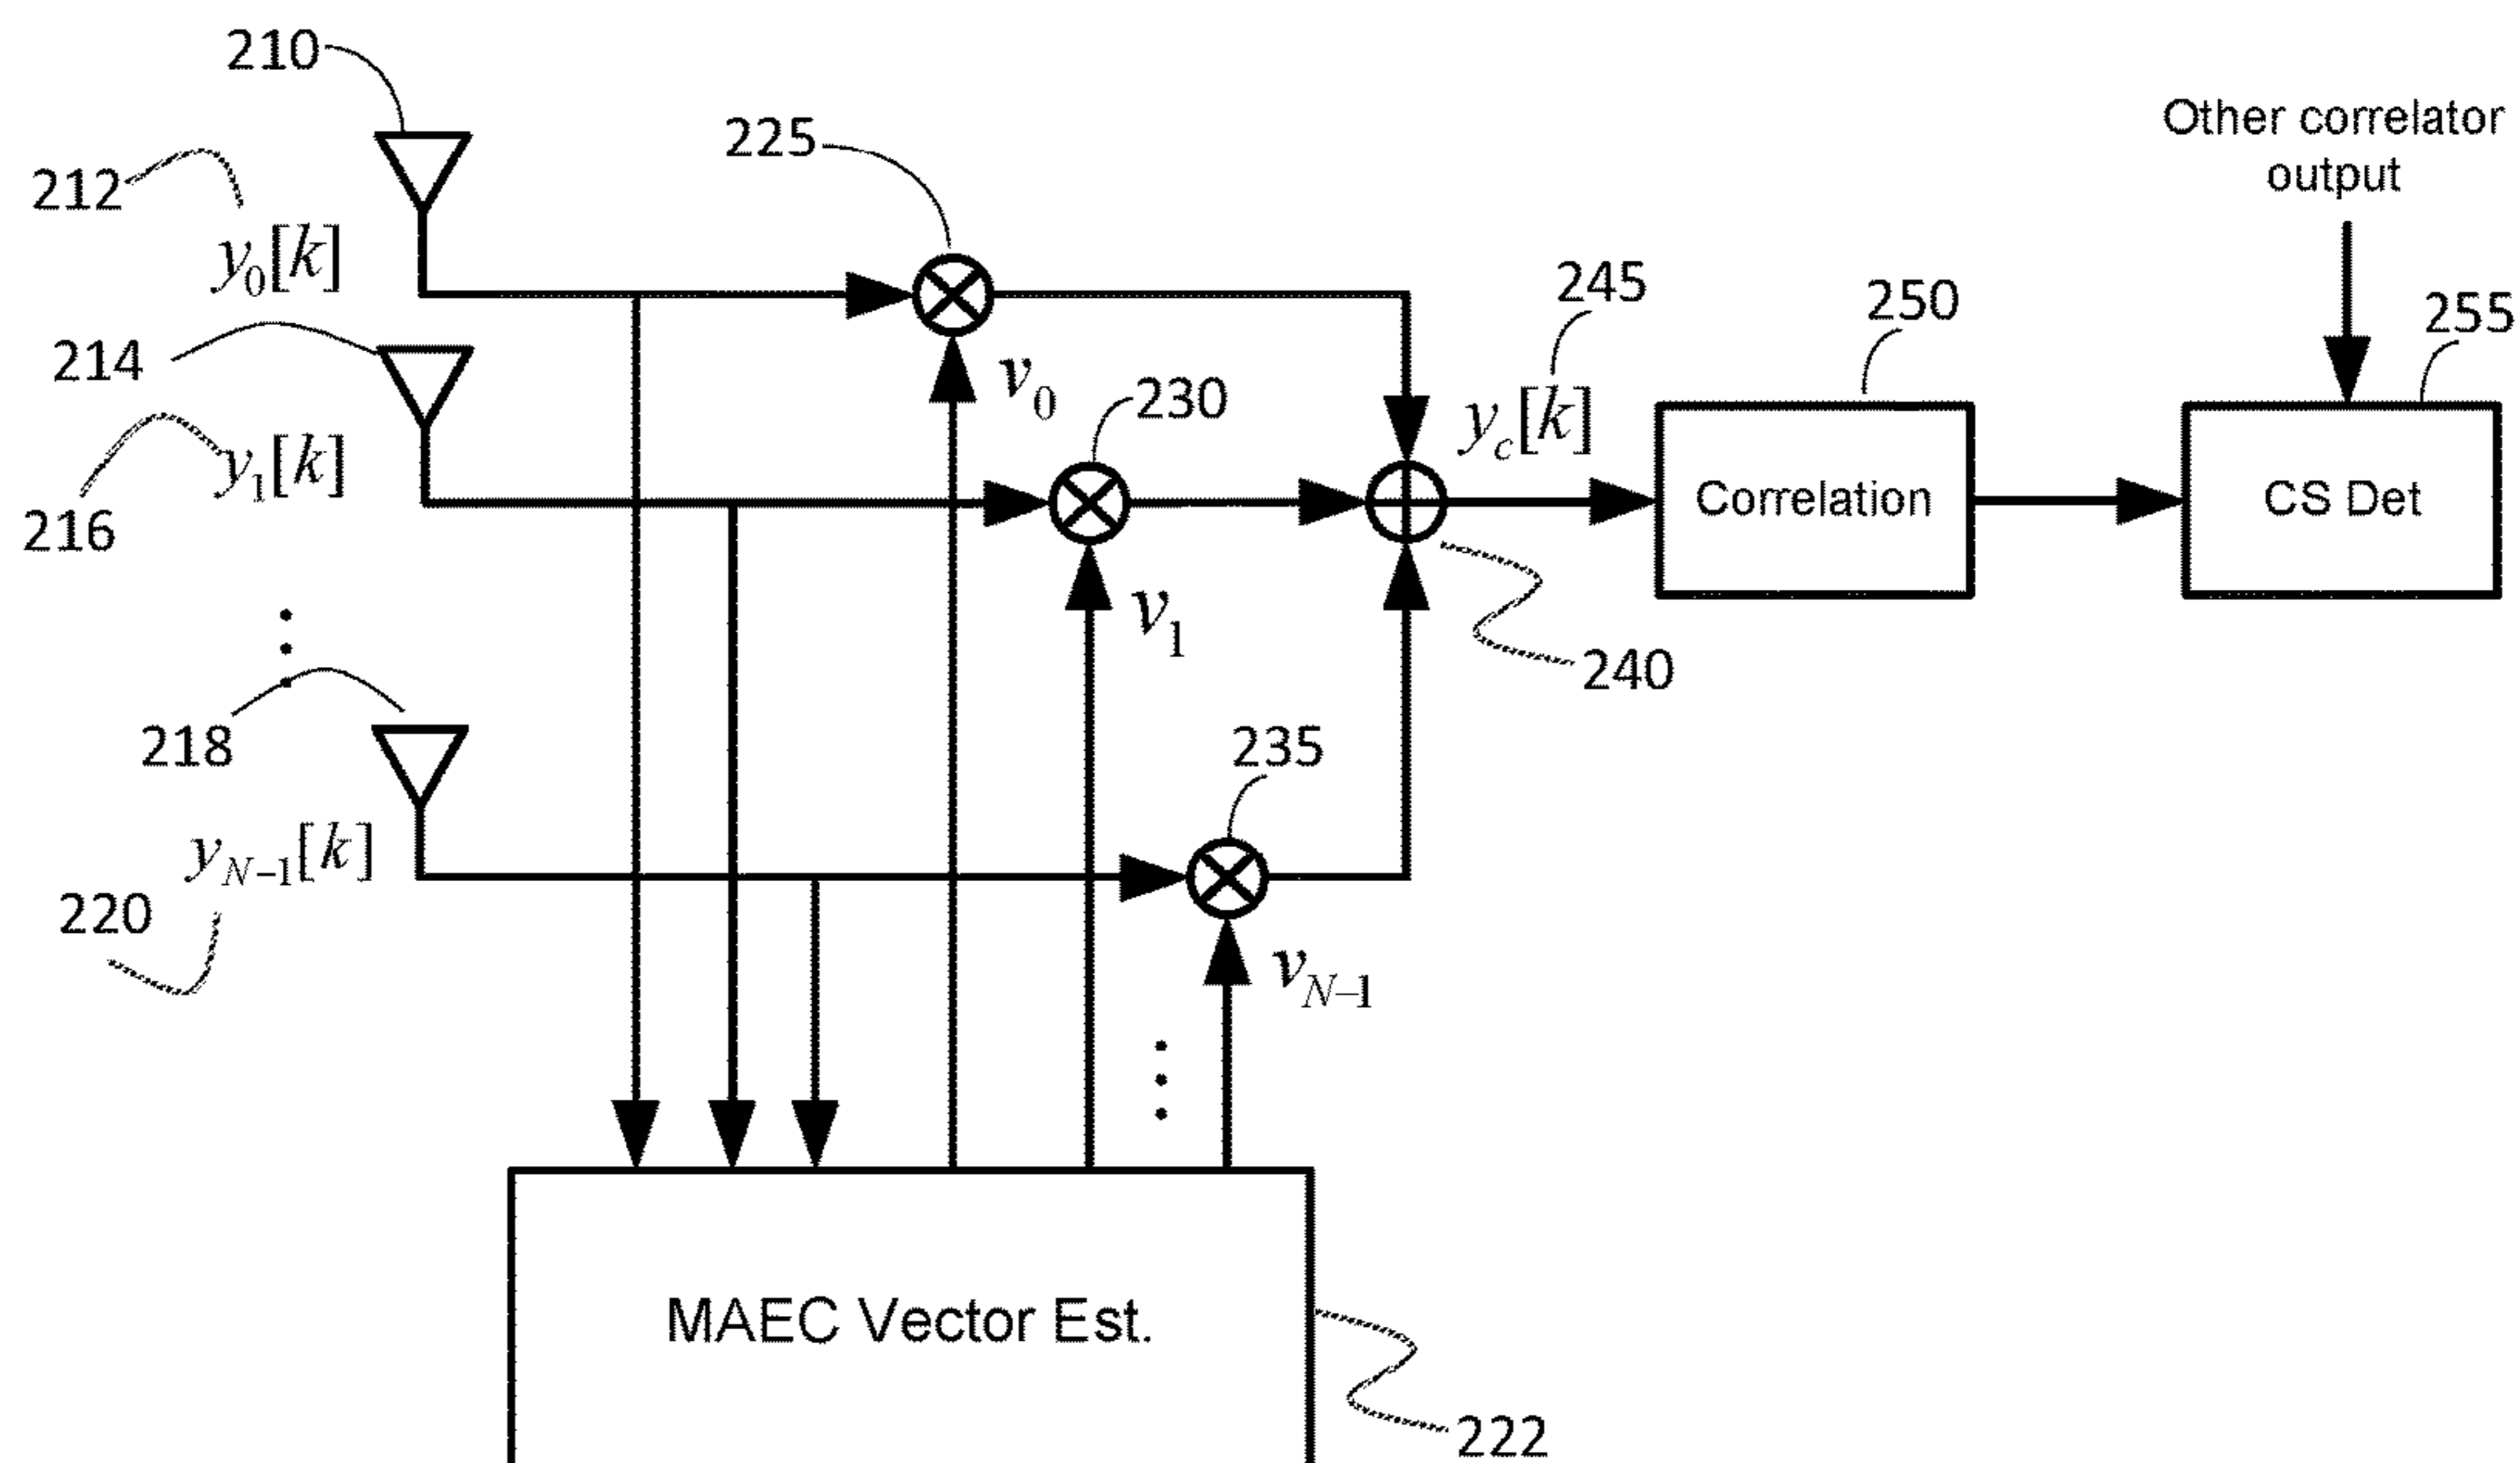 210
212
y0[k]
214
y1[k]
216
218
yN−1[k]
220
225
v0
230
v1
235
vN−1
240
245
yc[k]
250
Correlation
Other correlator
output
255
CS Det
MAEC Vector Est.
222